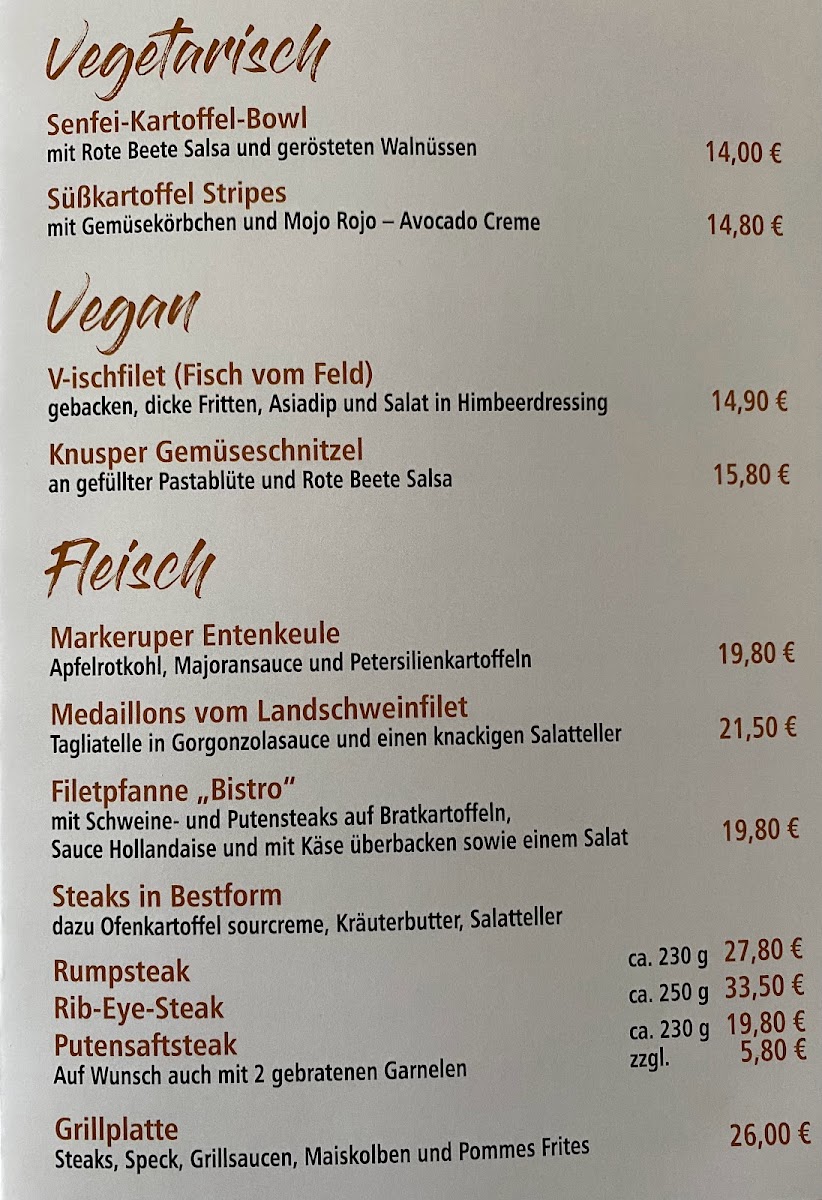 Vegetarisch
Senfei-Kartoffel-Bowl
mit Rote Beete Salsa und gerösteten Walnüssen 14,00 €
Süßkartoffel Stripes
mit Gemüsekörbchen und Mojo Rojo – Avocado Creme 14,80 €
Vegan
V-ischfilet (Fisch vom Feld)
gebacken, dicke Fritten, Asiadip und Salat in Himbeerdressing 14,90 €
Knusper Gemüseschnitzel
an gefüllter Pastablüte und Rote Beete Salsa 15,80 €
Fleisch
Markeruper Entenkeule
Apfelrotkohl, Majoransauce und Petersilienkartoffeln 19,80 €
Medaillons vom Landschweinfilet
Tagliatelle in Gorgonzolasauce und einen knackigen Salatteller 21,50 €
Filetpfanne „Bistro“
mit Schweine- und Putensteaks auf Bratkartoffeln,
Sauce Hollandaise und mit Käse überbacken sowie einem Salat 19,80 €
Steaks in Bestform
dazu Ofenkartoffel sourcreme, Kräuterbutter, Salatteller
Rumpsteak ca. 230 g 27,80 €
Rib-Eye-Steak ca. 250 g 33,50 €
Putensaftsteak ca. 230 g 19,80 €
Auf Wunsch auch mit 2 gebratenen Garnelen zzgl. 5,80 €
Grillplatte
Steaks, Speck, Grillsaucen, Maiskolben und Pommes Frites 26,00 €